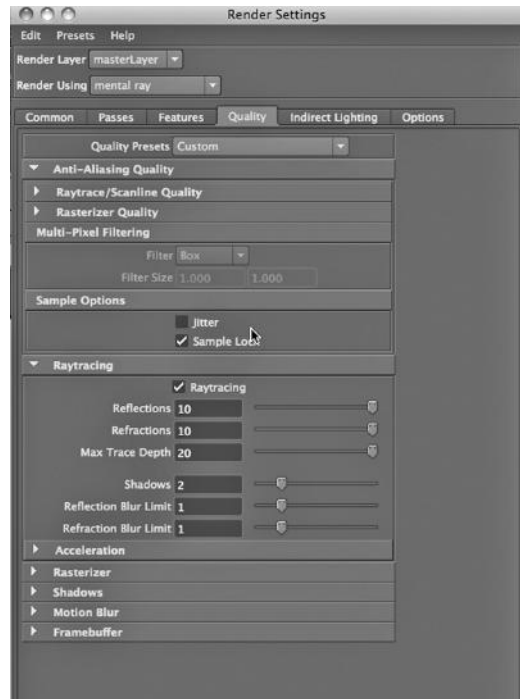 Render Settings
Edit Presets Help
Render Layer masterLayer
Render Using mental ray
Common Passes Features Quality Indirect Lighting Options
Quality Presets Custom
Anti-Aliasing Quality
Raytrace/Scanline Quality
Rasterizer Quality
Multi-Pixel Filtering
Filter Box
Filter Size 1.000 1.000
Sample Options
Jitter
Sample Lock
Raytracing
Raytracing
Reflections 10
Refractions 10
Max Trace Depth 20
Shadows 2
Reflection Blur Limit 1
Refraction Blur Limit 1
Acceleration
Rasterizer
Shadows
Motion Blur
Framebuffer